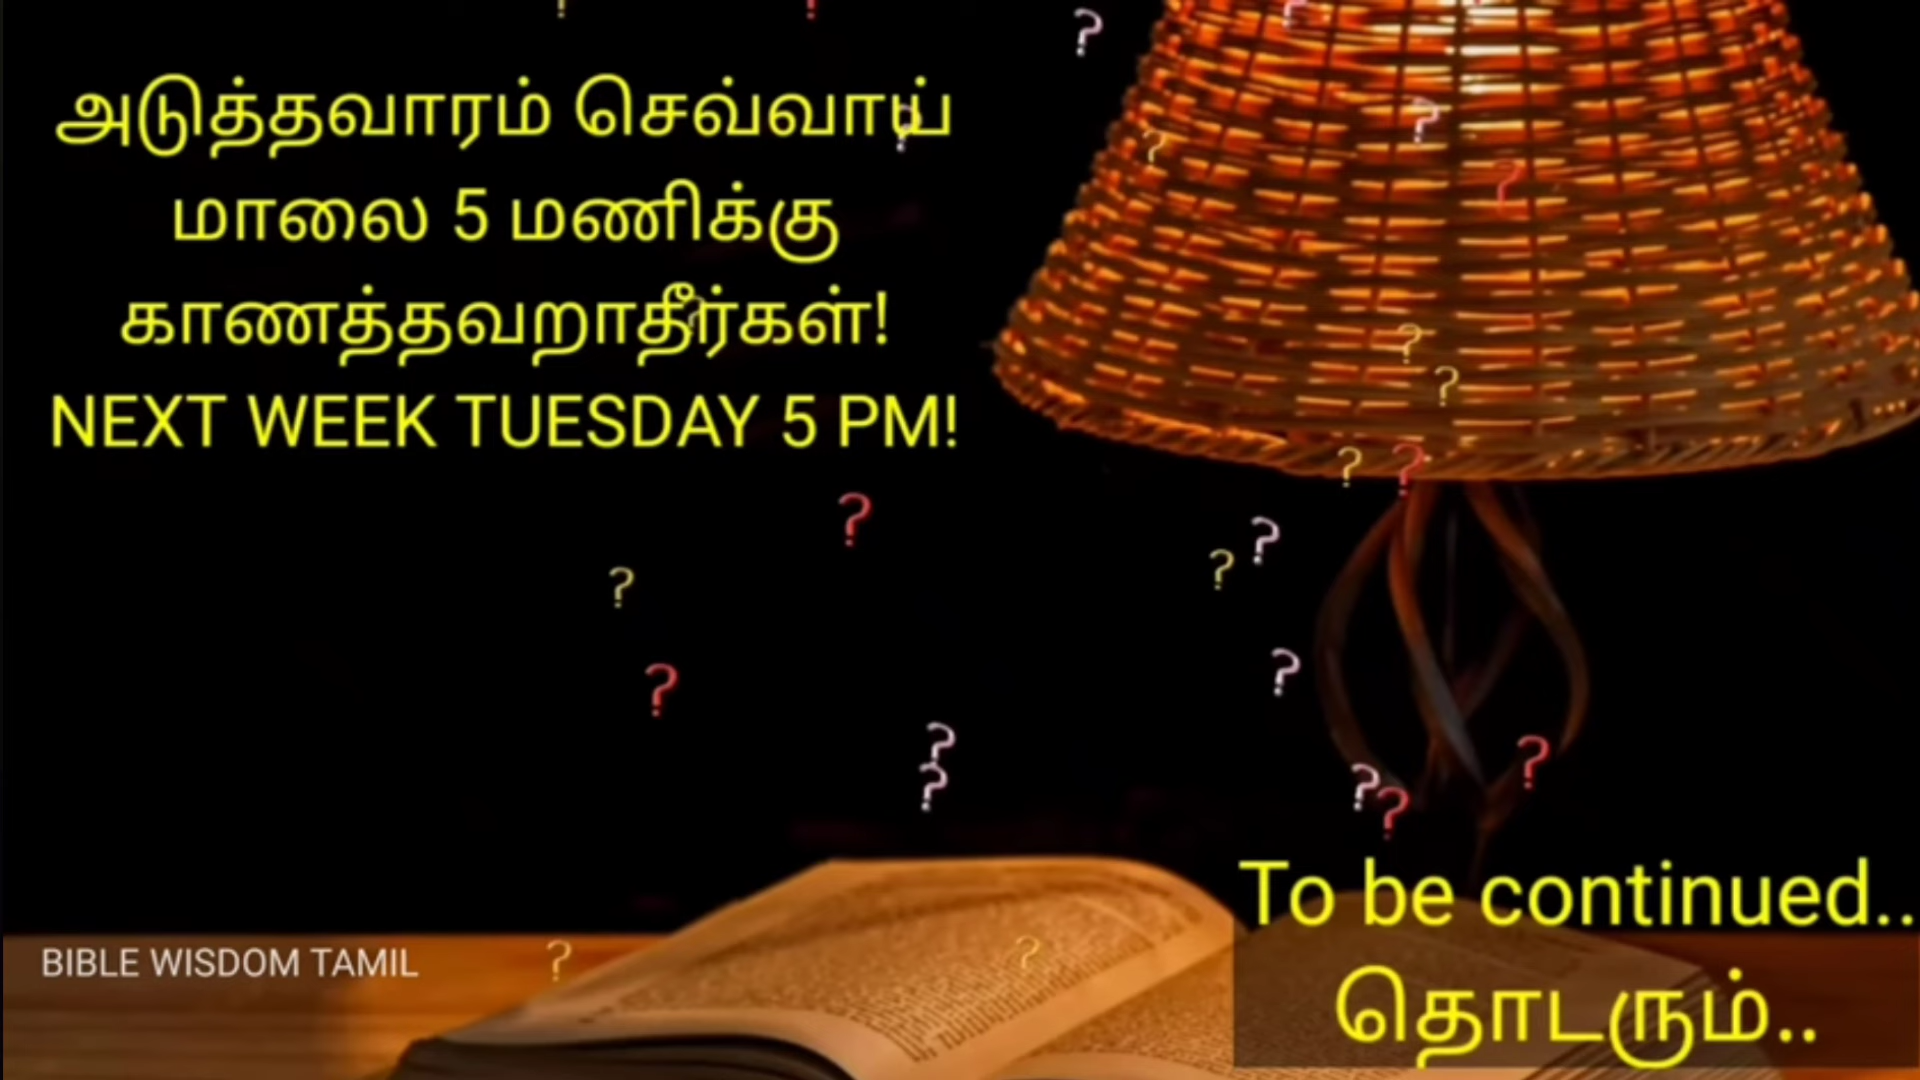 அடுத்தவாரம் செவ்வாய்
மாலை 5 மணிக்கு
காணத்தவறாதீர்கள்!
NEXT WEEK TUESDAY 5 PM!
To be continued..
தொடரும்..
BIBLE WISDOM TAMIL